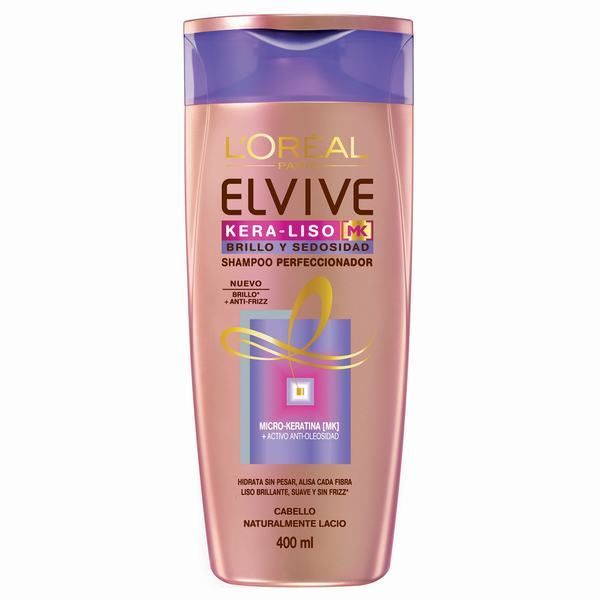 L'ORÉAL
PARIS
ELVIVE
KERA-LISO MK
BRILLO Y SEDOSIDAD
SHAMPOO PERFECCIONADOR
NUEVO
BRILLO*
+ ANTI-FRIZZ
MICRO-KERATINA [MK]
+ ACTIVO ANTI-OLEOSIDAD
HIDRATA SIN PESAR, ALISA CADA FIBRA
LISO BRILLANTE, SUAVE Y SIN FRIZZ*
CABELLO
NATURALMENTE LACIO
400 ml